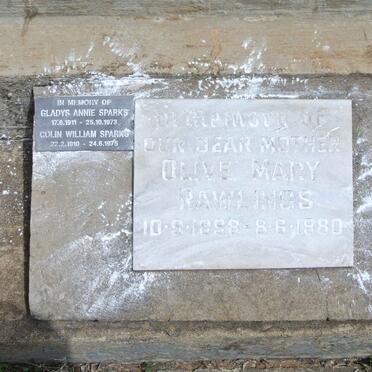 IN MEMORY OF
GLADYS ANNIE SPARKS
17.6.1911 - 25.10.1973
COLIN WILLIAM SPARKS
22.2.1910 - 24.6.1975
IN MEMORY OF
OUR DEAR MOTHER
OLIVE MARY
RAWLINGS
10-9-1898-8-6-1980